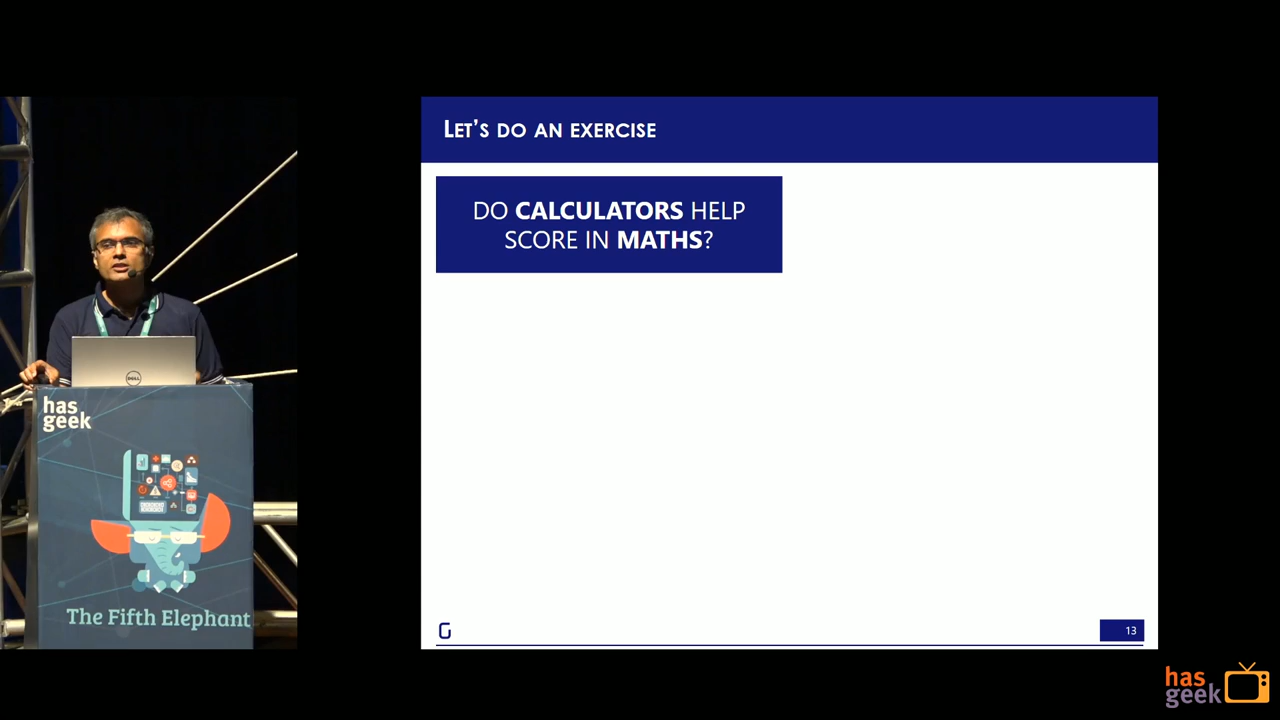 LET'S DO AN EXERCISE
DO CALCULATORS HELP
SCORE IN MATHS?
DELL
has
geek
The Fifth Elephant
13
has
geek